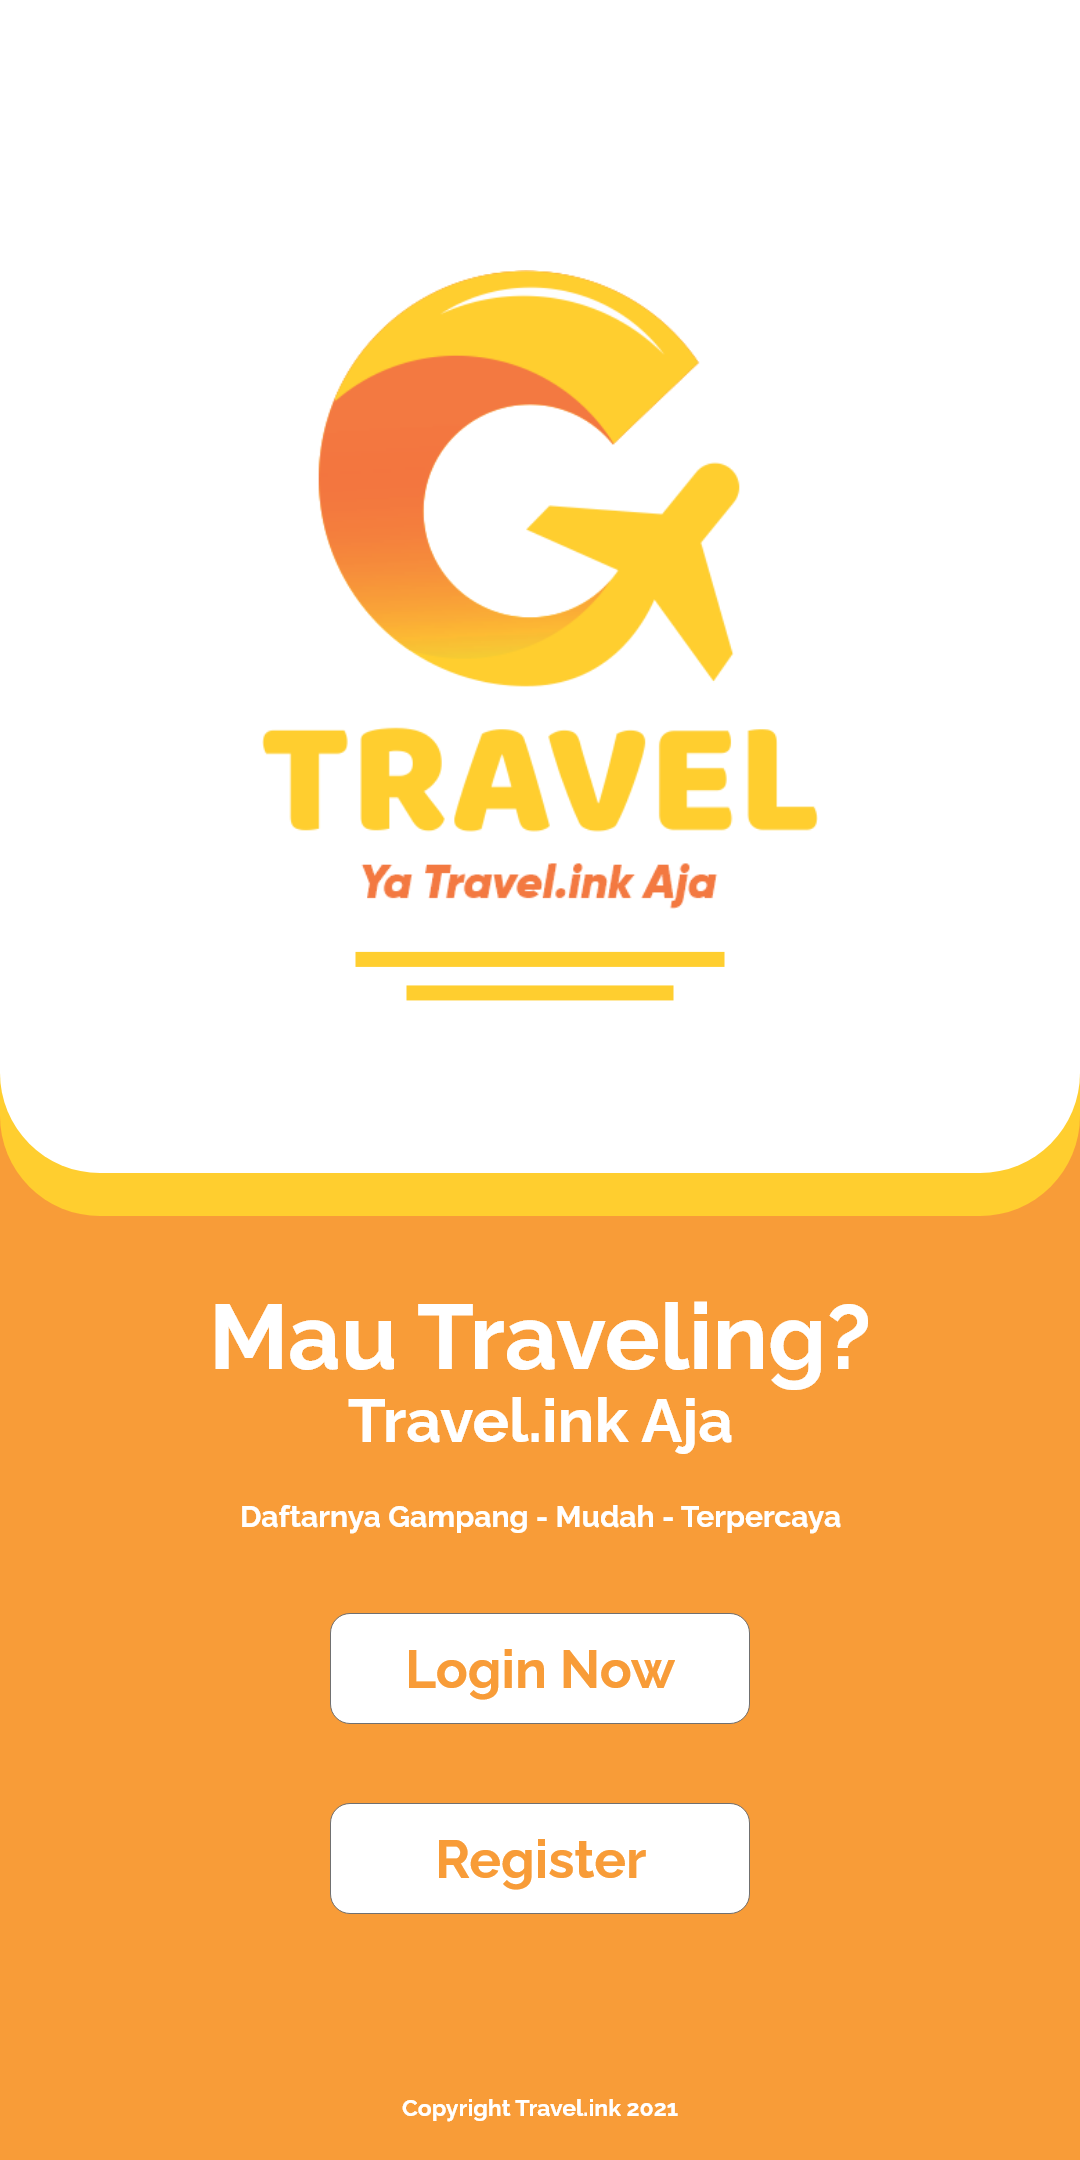 TRAVEL
Ya Travel.ink Aja
Mau Traveling?
Travel.ink Aja
Daftarnya Gampang - Mudah - Terpercaya
Login Now
Register
Copyright Travel.ink 2021